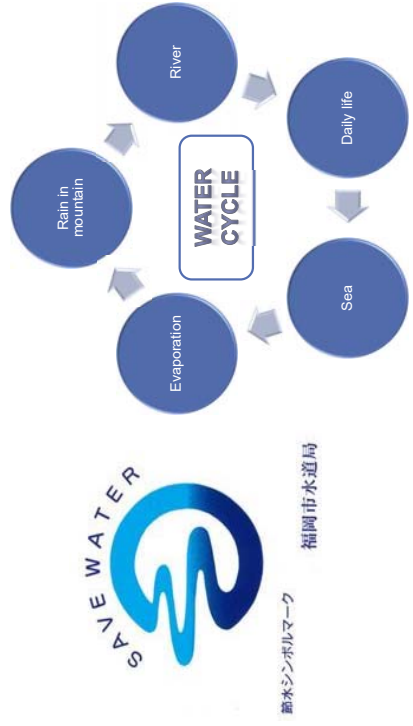 SAVE WATER
節水シンボルマーク
福岡市水道局
WATER
CYCLE
Rain in
mountain
River
Daily life
Sea
Evaporation